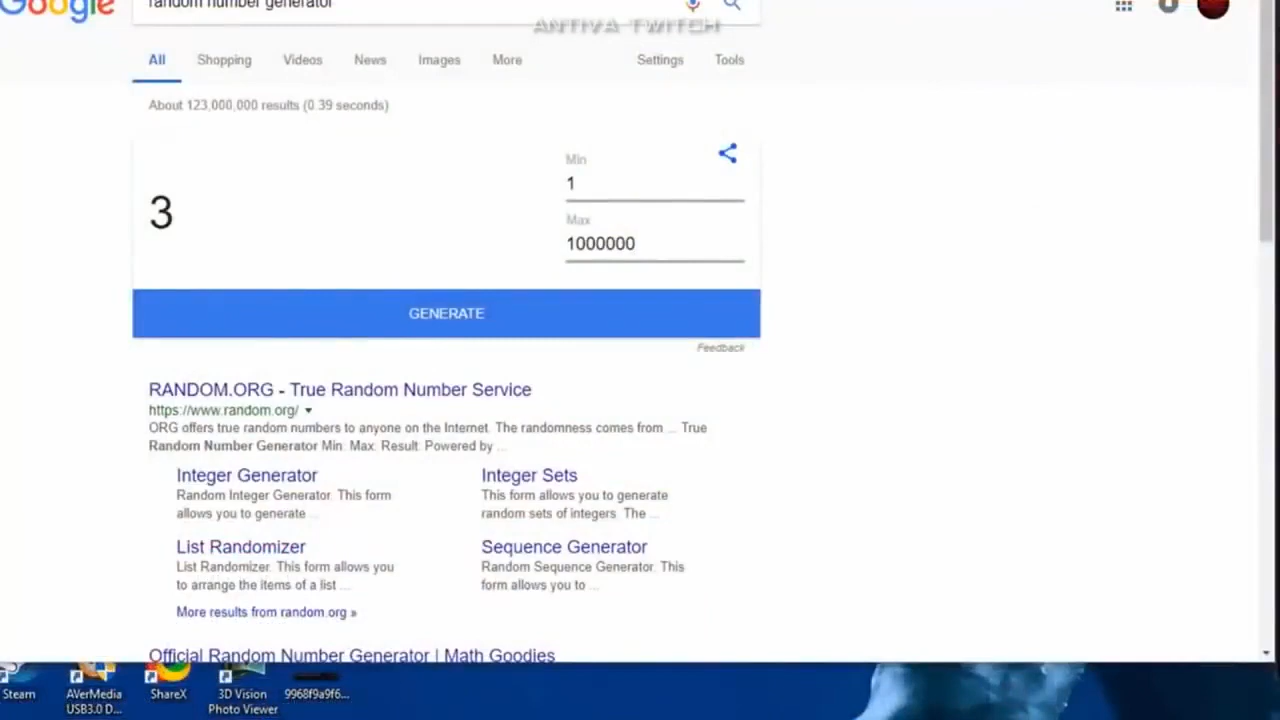 Google
random number generator
ANTIVA TWITCH
All Shopping Videos News Images More Settings Tools
About 123,000,000 results (0.39 seconds)
Min
1
3
Max
1000000
GENERATE
Feedback
RANDOM.ORG - True Random Number Service
https://www.random.org/
ORG offers true random numbers to anyone on the Internet. The randomness comes from ... True
Random Number Generator Min. Max. Result. Powered by ...
Integer Generator
Random Integer Generator. This form
allows you to generate ...
Integer Sets
This form allows you to generate
random sets of integers. The ...
List Randomizer
List Randomizer. This form allows you
to arrange the items of a list ...
Sequence Generator
Random Sequence Generator. This
form allows you to ...
More results from random.org »
Official Random Number Generator | Math Goodies
Steam
AVerMedia
USB3.0 D...
ShareX
3D Vision
Photo Viewer
9968f9a9f6...